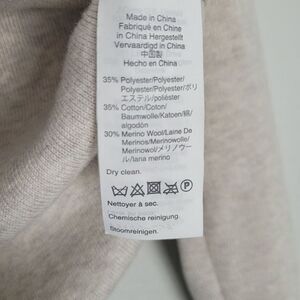 Made in China
Fabriqué en Chine
in China Hergestellt
Vervaardigd in China
中国製
Hecho en China
35% Polyester/Polyester/
Polyester/Polyester/ポリ
エステル/poliéster
35% Cotton/Coton/
Baumwolle/Katoen/綿/
algodón
30% Merino Wool/Laine De
Merinos/Merinowolle/
Merinowol/メリノウー
ル/lana merino
Dry clean.
Nettoyer à sec.
Chemische reinigung.
Stoomreinigen.